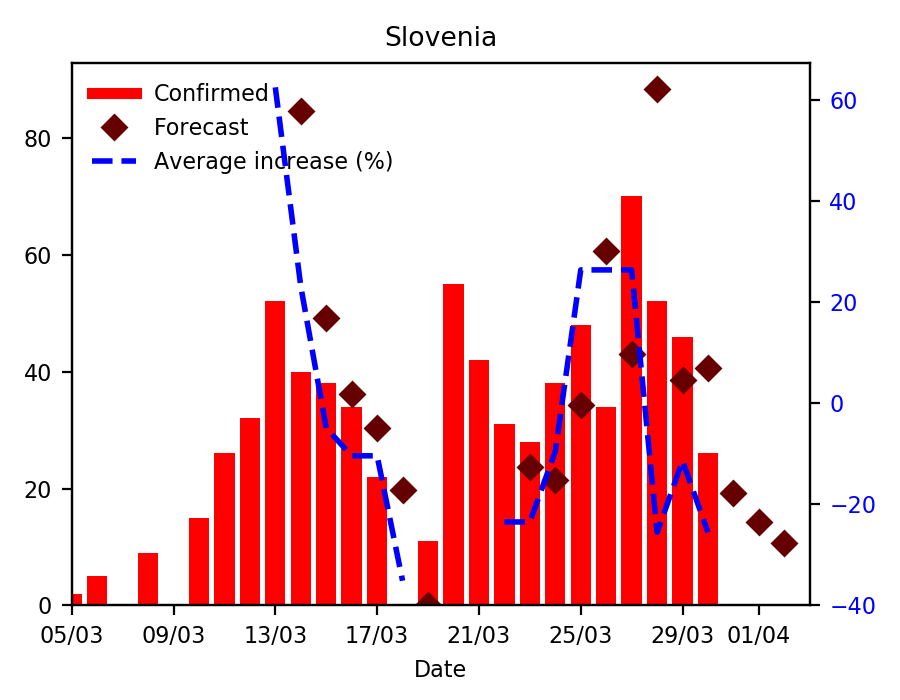 Slovenia
Confirmed
Forecast
Average increase (%)
80
60
40
20
0
60
40
20
0
−20
−40
05/03 09/03 13/03 17/03 21/03 25/03 29/03 01/04
Date